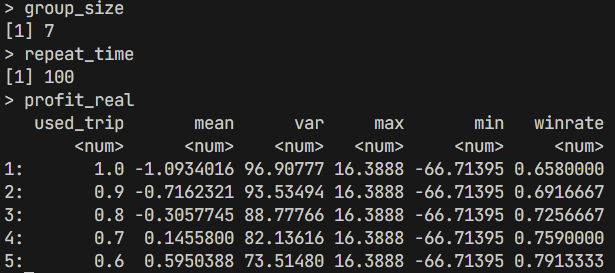 > group_size
[1] 7
> repeat_time
[1] 100
> profit_real
   used_trip       mean      var     max       min   winrate
       <num>      <num>    <num>   <num>     <num>     <num>
1:       1.0 -1.0934016 96.90777 16.3888 -66.71395 0.6580000
2:       0.9 -0.7162321 93.53494 16.3888 -66.71395 0.6916667
3:       0.8 -0.3057745 88.77766 16.3888 -66.71395 0.7256667
4:       0.7  0.1455800 82.13616 16.3888 -66.71395 0.7590000
5:       0.6  0.5950388 73.51480 16.3888 -66.71395 0.7913333